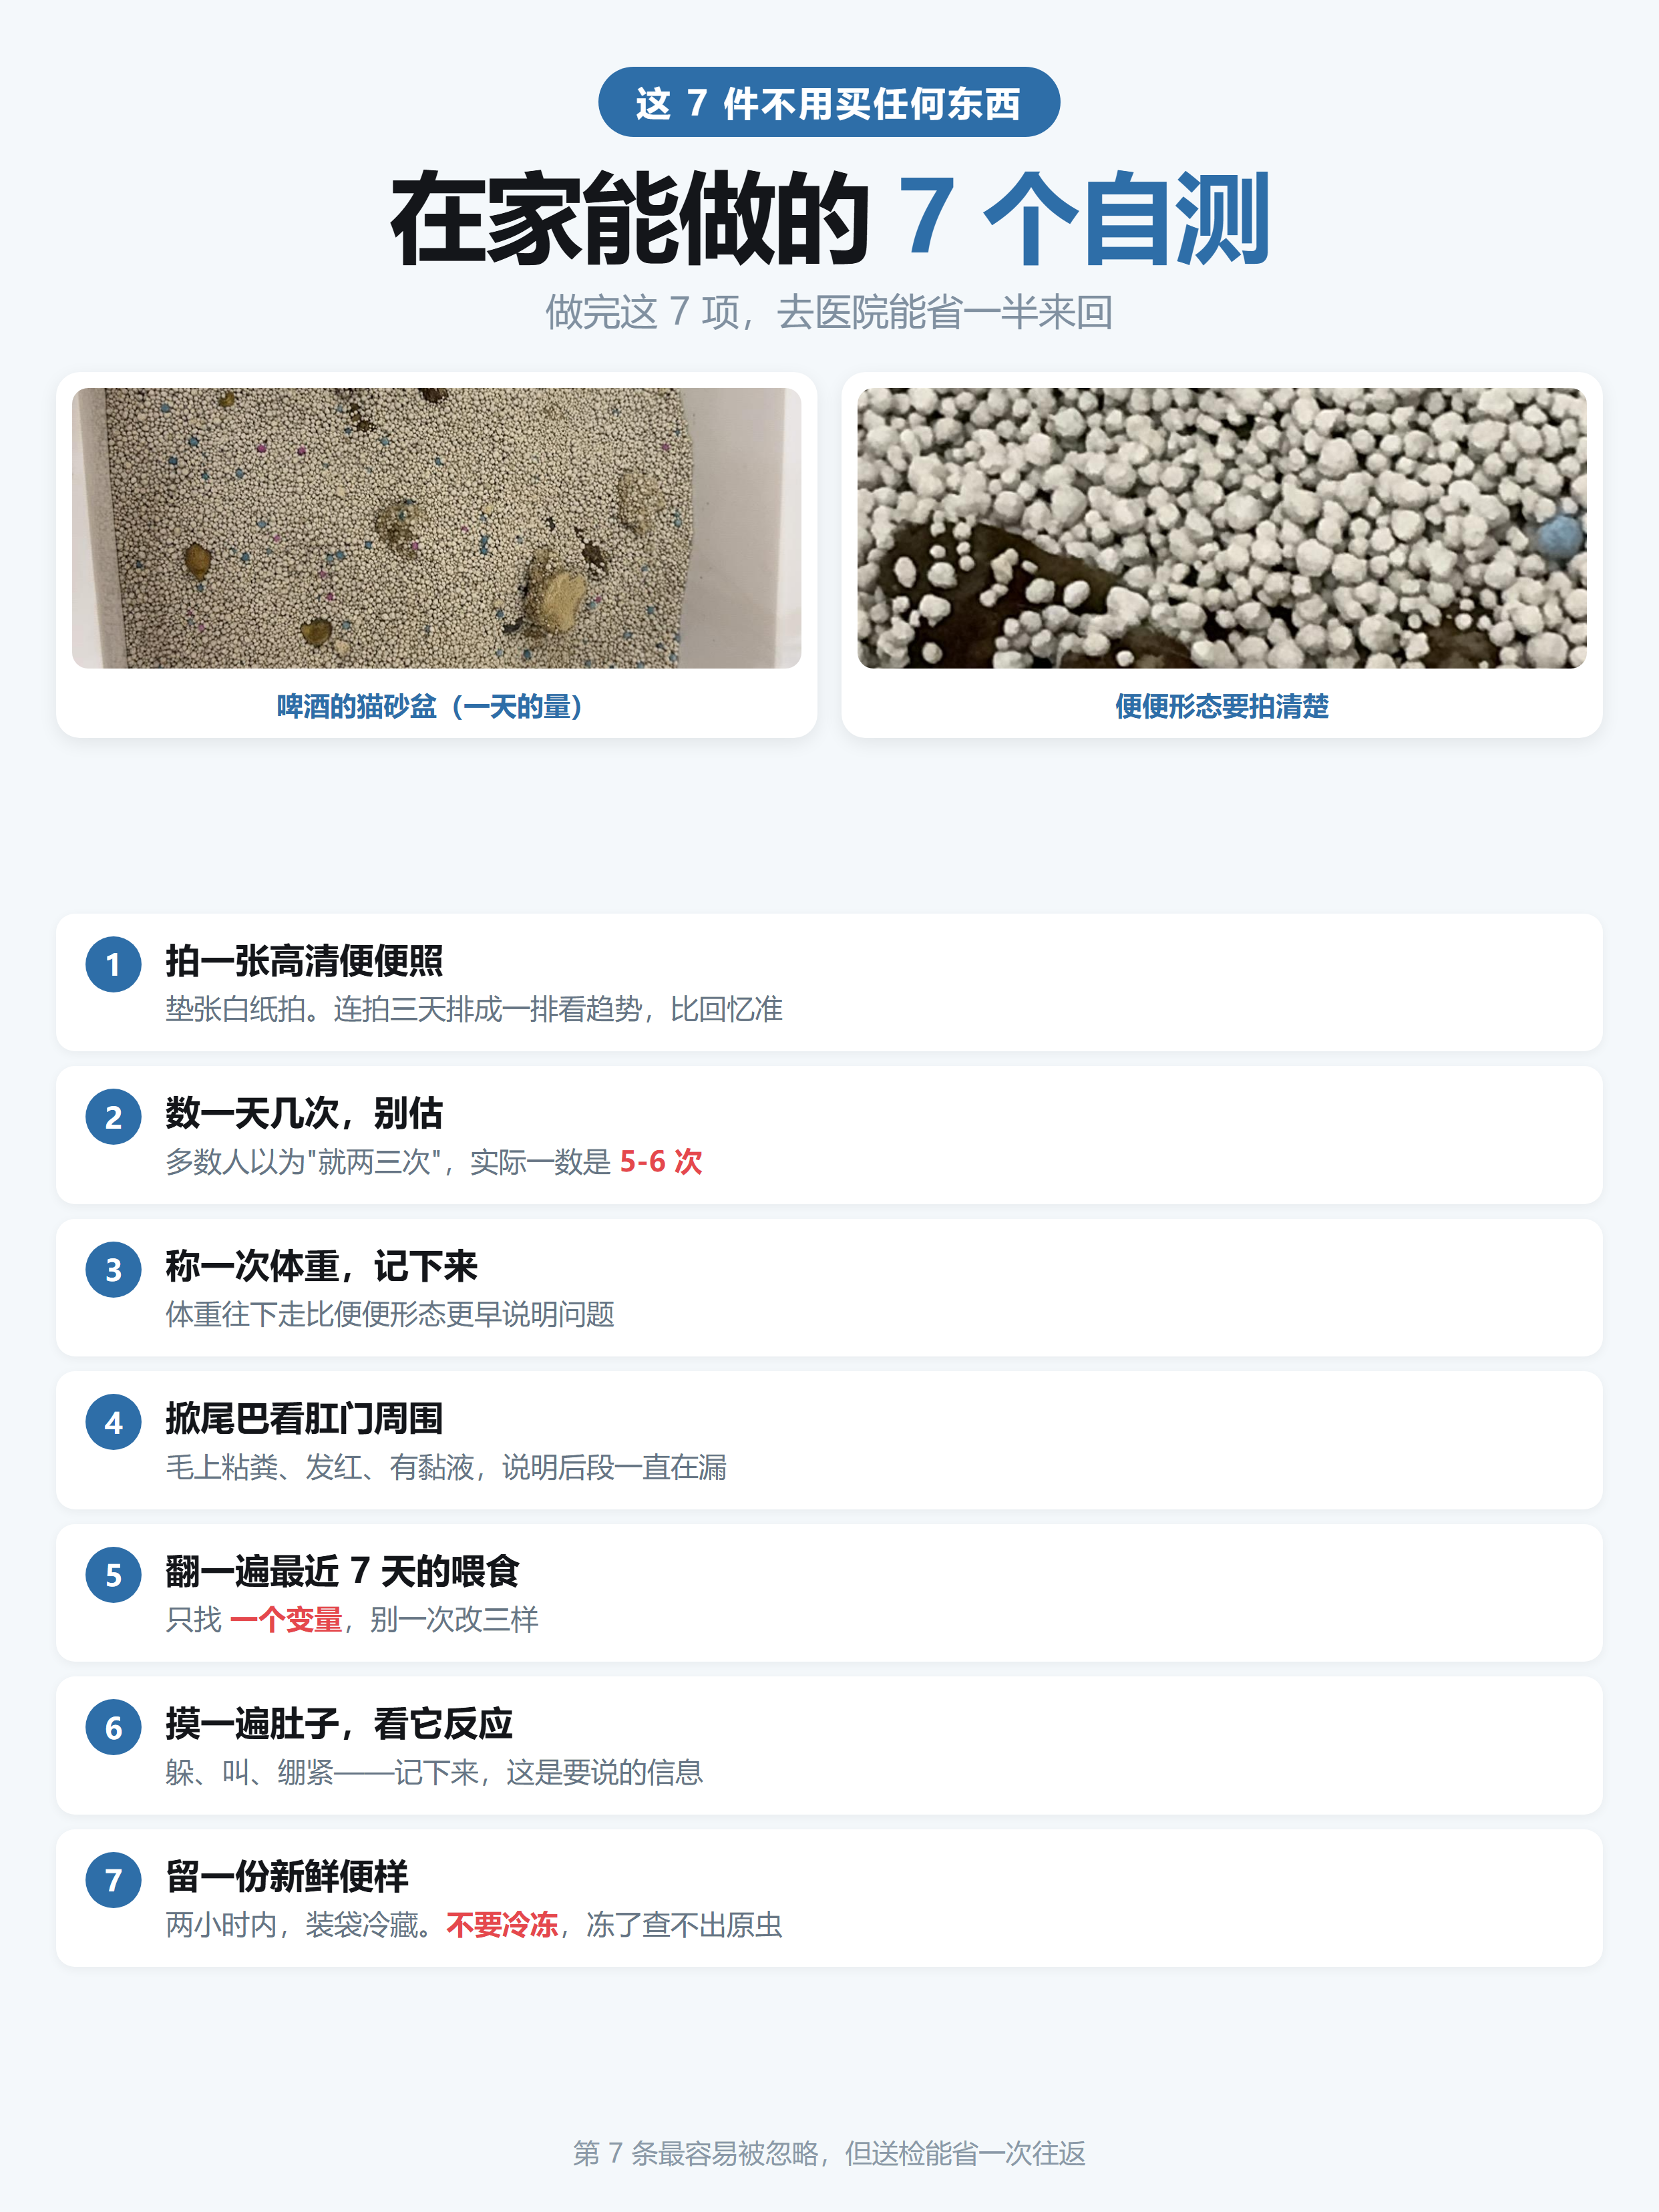 这 7 件不用买任何东西
在家能做的 7 个自测
做完这 7 项，去医院能省一半来回
啤酒的猫砂盆（一天的量）
便便形态要拍清楚
1
拍一张高清便便照
垫张白纸拍。连拍三天排成一排看趋势，比回忆准
2
数一天几次，别估
多数人以为"就两三次"，实际一数是 5-6 次
3
称一次体重，记下来
体重往下走比便便形态更早说明问题
4
掀尾巴看肛门周围
毛上粘粪、发红、有黏液，说明后段一直在漏
5
翻一遍最近 7 天的喂食
只找 一个变量，别一次改三样
6
摸一遍肚子，看它反应
躲、叫、绷紧——记下来，这是要说的信息
7
留一份新鲜便样
两小时内，装袋冷藏。不要冷冻，冻了查不出原虫
第 7 条最容易被忽略，但送检能省一次往返